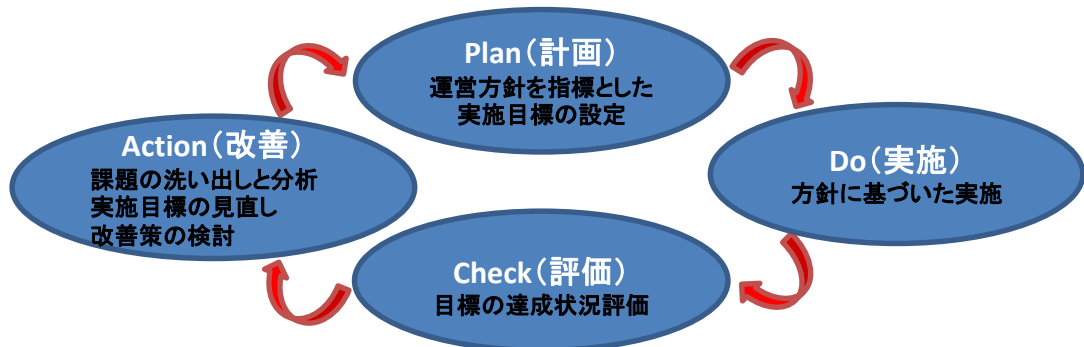 Plan（計画）
運営方針を指標とした
実施目標の設定
Do（実施）
方針に基づいた実施
Check（評価）
目標の達成状況評価
Action（改善）
課題の洗い出しと分析
実施目標の見直し
改善策の検討